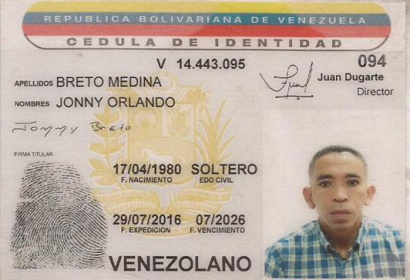 REPUBLICA BOLIVARIANA DE VENEZUELA
CEDULA DE IDENTIDAD
V 14.443.095
094
APELLIDOS BRETO MEDINA
Juan Dugarte
Director
NOMBRES JONNY ORLANDO
Jonny Breto
FIRMA TITULAR
17/04/1980 SOLTERO
F. NACIMIENTO EDO CIVIL
29/07/2016 07/2026
F. EXPEDICION F. VENCIMIENTO
VENEZOLANO